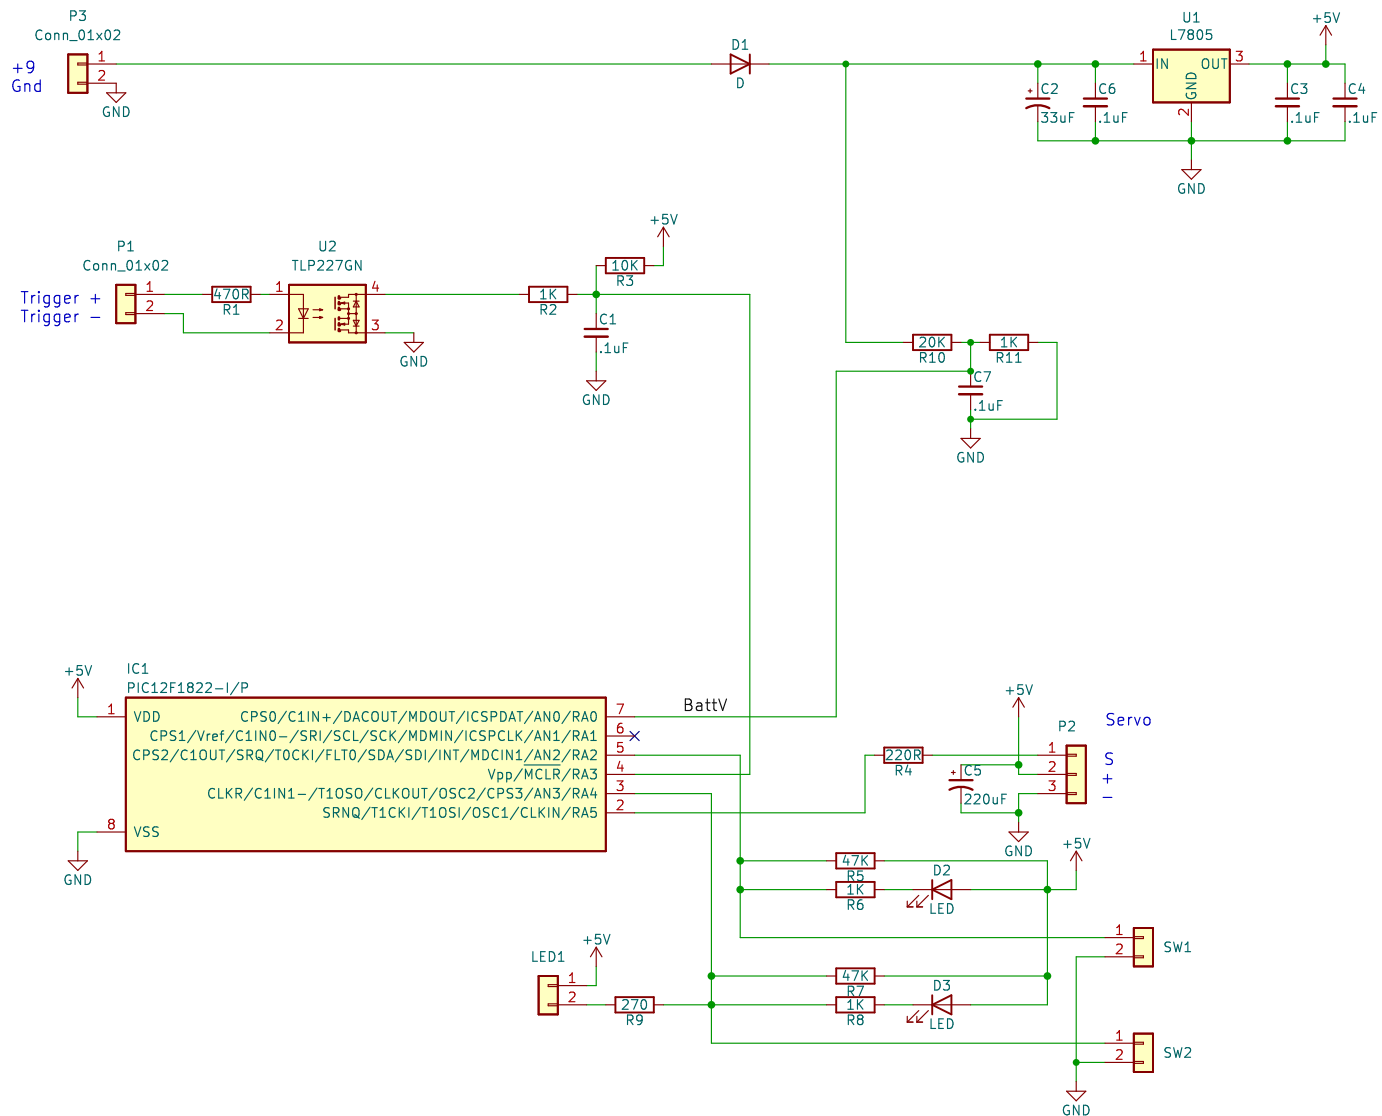 P3
Conn_01x02
+9
Gnd
1
2
GND
D1
D
C2
33uF
C6
.1uF
U1
L7805
1
IN
OUT
3
GND
2
+5V
C3
.1uF
C4
.1uF
GND
P1
Conn_01x02
Trigger +
Trigger -
1
2
470R
R1
U2
TLP227GN
1
2
4
3
GND
1K
R2
+5V
10K
R3
C1
.1uF
GND
20K
R10
1K
R11
C7
.1uF
GND
+5V
IC1
PIC12F1822-I/P
1
VDD
8
VSS
GND
CPS0/C1IN+/DACOUT/MDOUT/ICSPDAT/AN0/RA0
7
CPS1/Vref/C1IN0-/SRI/SCL/SCK/MDMIN/ICSPCLK/AN1/RA1
6
CPS2/C1OUT/SRQ/T0CKI/FLT0/SDA/SDI/INT/MDCIN1/AN2/RA2
5
Vpp/MCLR/RA3
4
CLKR/C1IN1-/T1OSO/CLKOUT/OSC2/CPS3/AN3/RA4
3
SRNQ/T1CKI/T1OSI/OSC1/CLKIN/RA5
2
BattV
220R
R4
+5V
C5
220uF
GND
P2
1
2
3
Servo
S
+
-
47K
R5
1K
R6
D2
LED
+5V
1
2
SW1
LED1
1
2
+5V
270
R9
47K
R7
1K
R8
D3
LED
1
2
SW2
GND